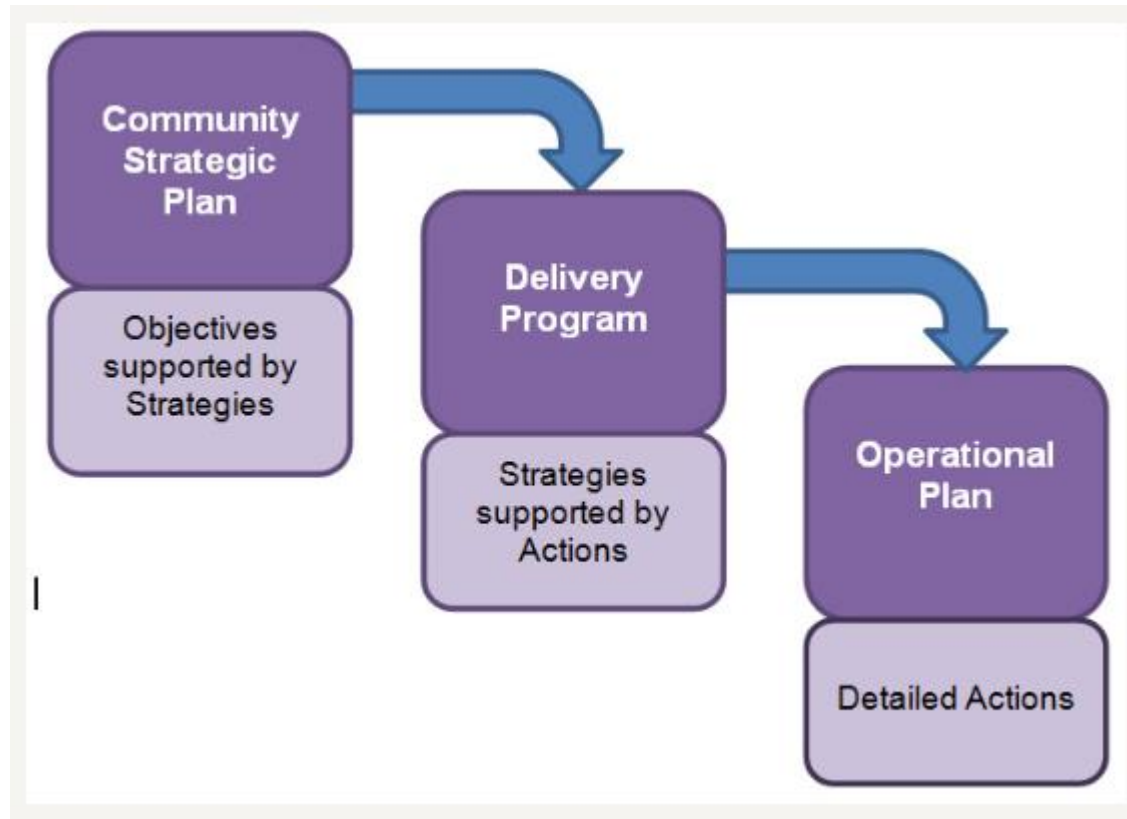 Community
Strategic
Plan
Objectives
supported by
Strategies
Delivery
Program
Strategies
supported by
Actions
Operational
Plan
Detailed Actions